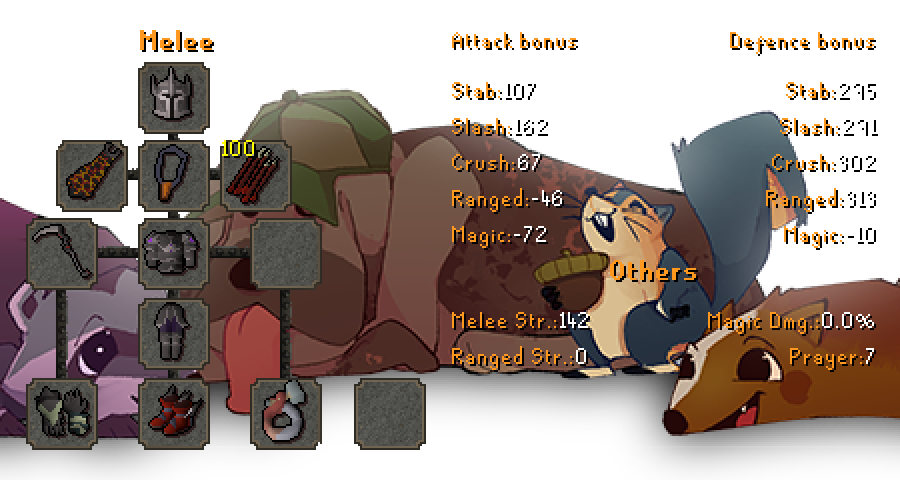 Melee
100
Attack bonus
Stab:107
Slash:162
Crush:67
Ranged:-46
Magic:-72
Defence bonus
Stab:295
Slash:291
Crush:302
Ranged:313
Magic:-10
Others
Melee Str.:142
Ranged Str.:0
Magic Dmg.:0.0%
Prayer:7